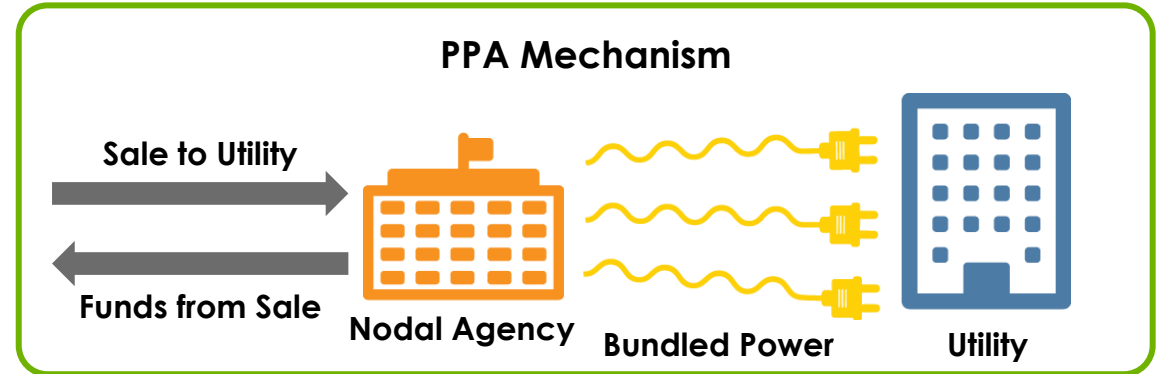 PPA Mechanism
Sale to Utility
Funds from Sale
Nodal Agency
Bundled Power
Utility